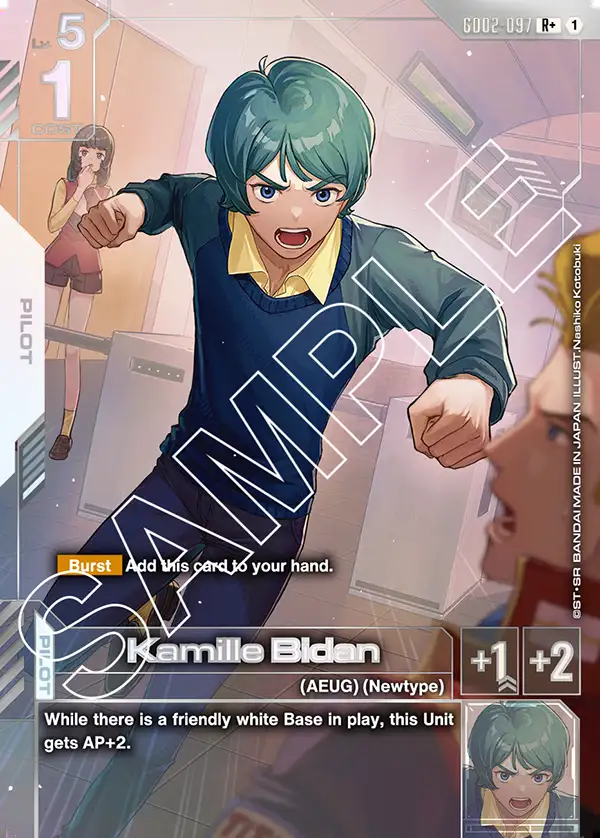 GD02-097 R+ 1
Lv. 5
1
COST
PILOT
SAMPLE
©ST・SR BANDAI MADE IN JAPAN ILLUST.Nashiko Kotobuki
Burst Add this card to your hand.
PILOT
Kamille Bidan
+1 +2
(AEUG) (Newtype)
While there is a friendly white Base in play, this Unit
gets AP+2.